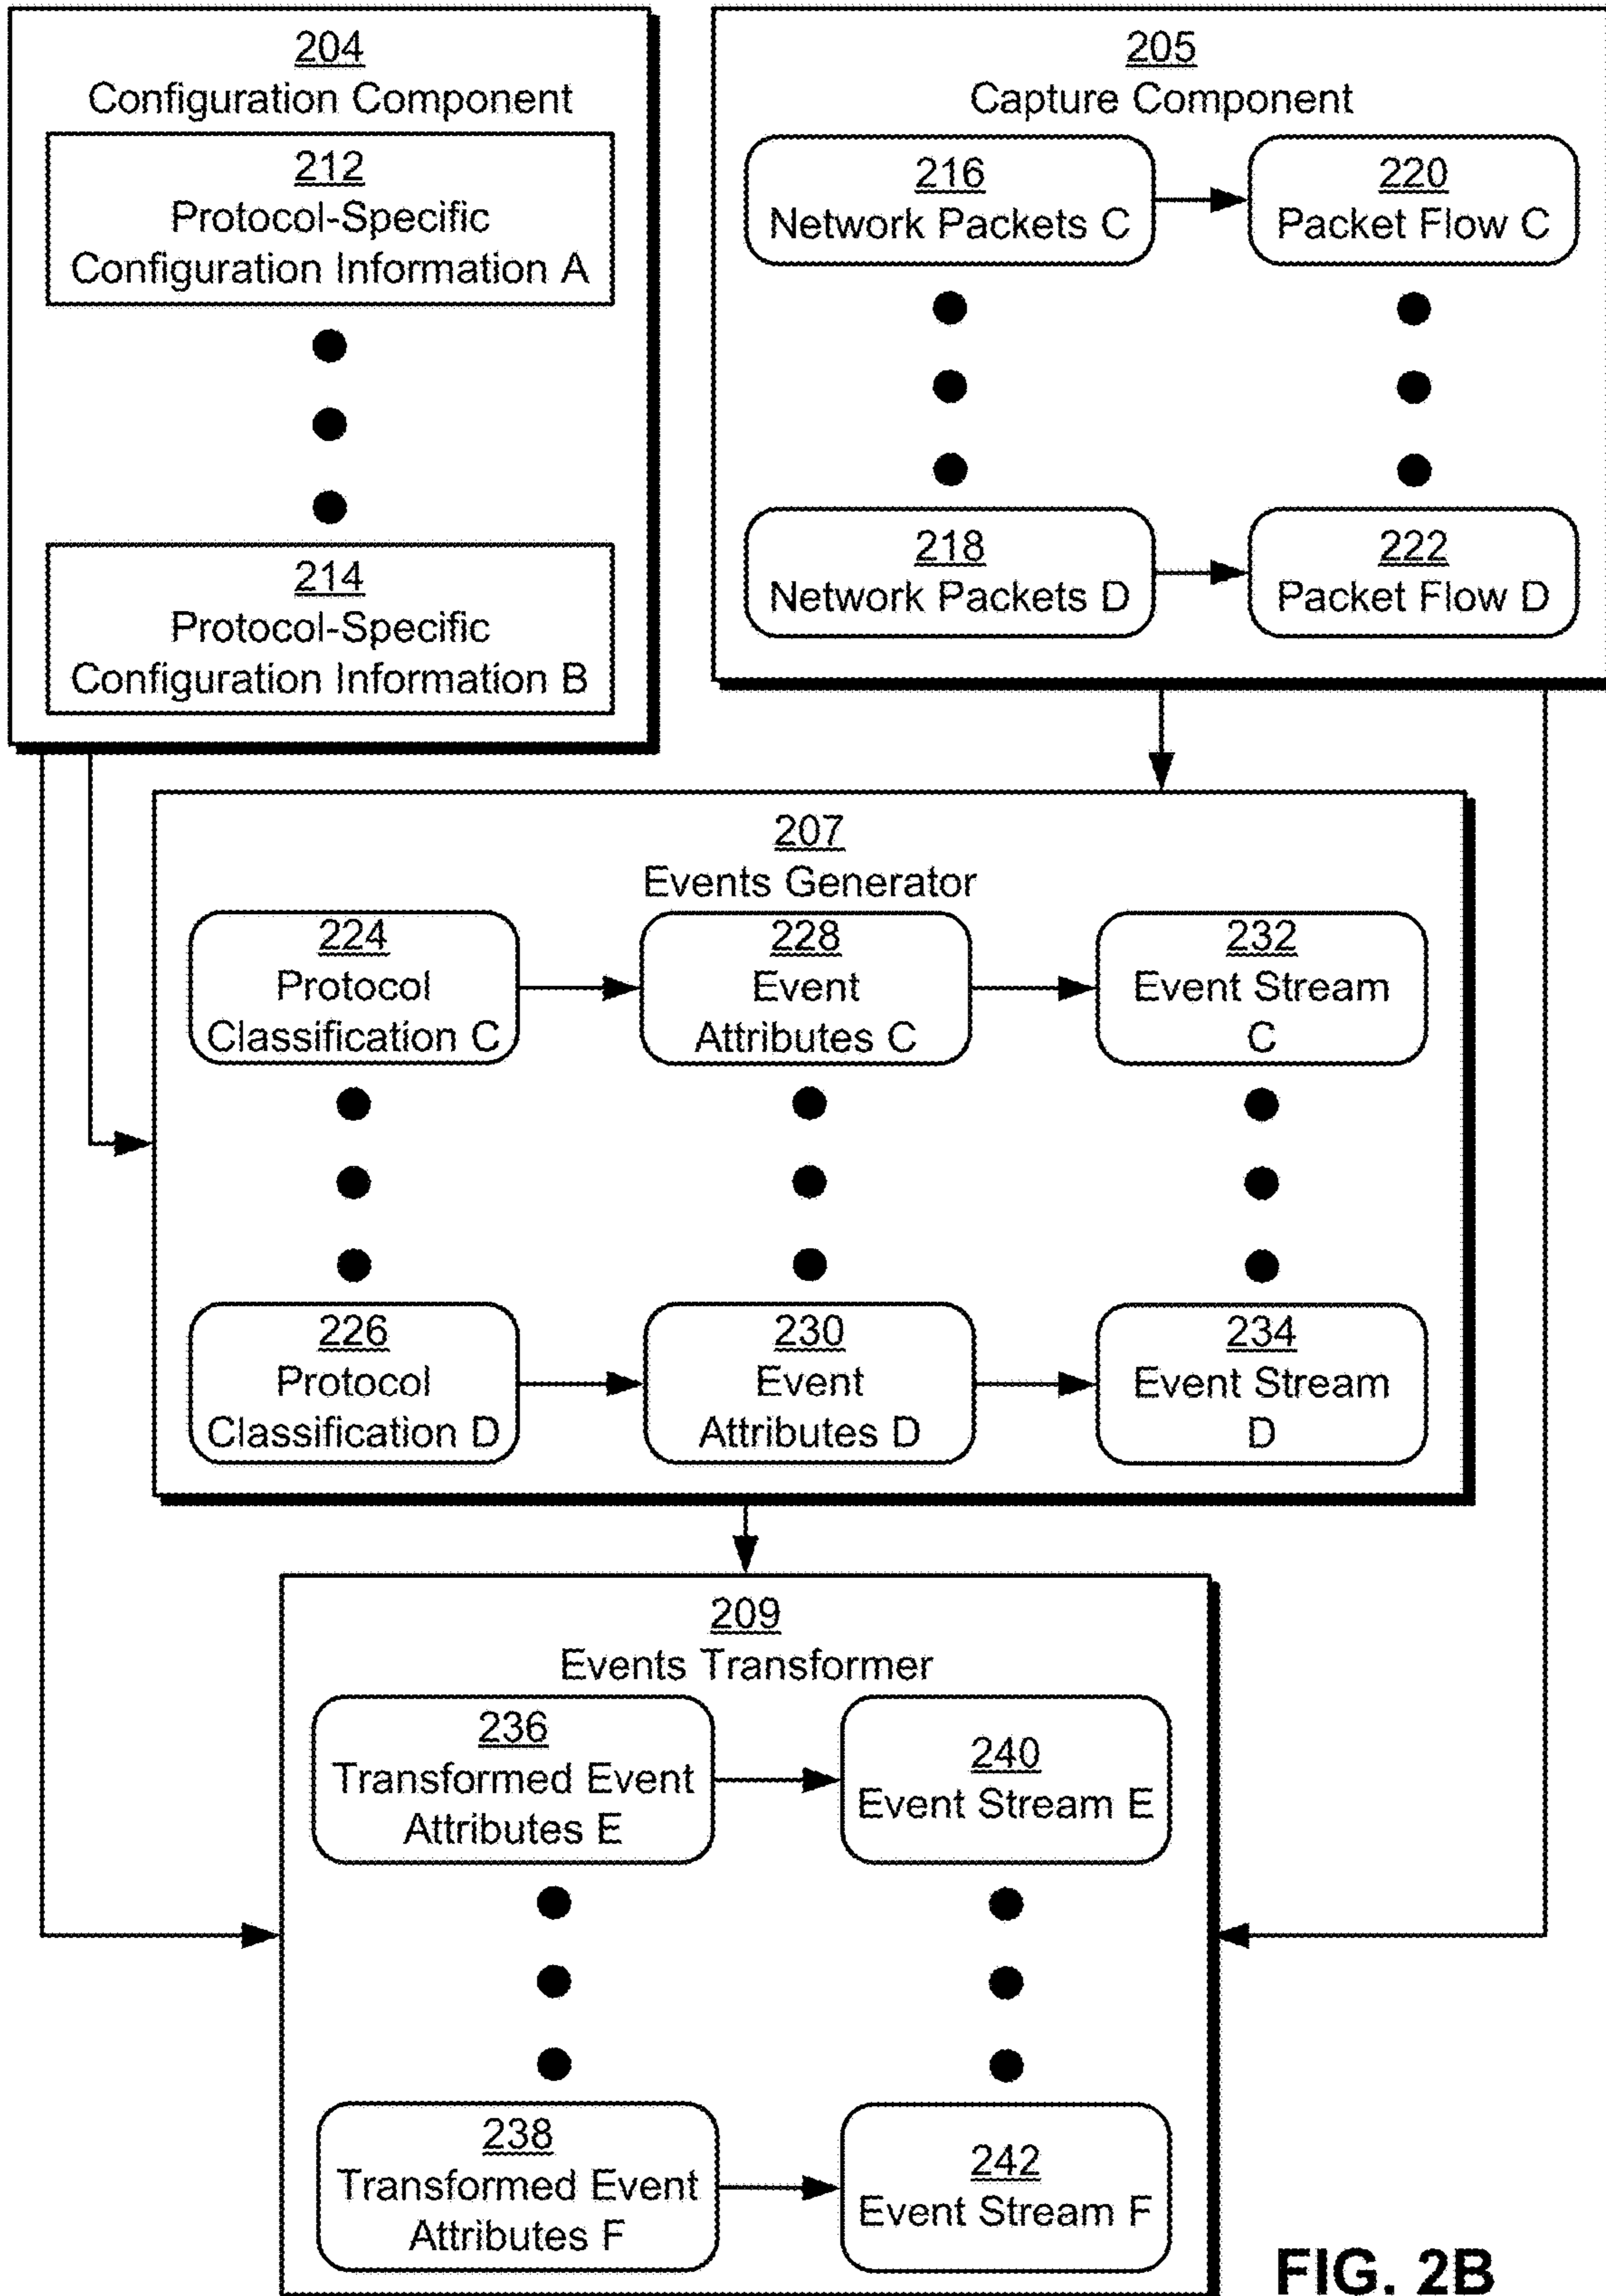 204
Configuration Component
212
Protocol-Specific
Configuration Information A
214
Protocol-Specific
Configuration Information B
205
Capture Component
216
Network Packets C
220
Packet Flow C
218
Network Packets D
222
Packet Flow D
207
Events Generator
224
Protocol
Classification C
228
Event
Attributes C
232
Event Stream
C
226
Protocol
Classification D
230
Event
Attributes D
234
Event Stream
D
209
Events Transformer
236
Transformed Event
Attributes E
240
Event Stream E
238
Transformed Event
Attributes F
242
Event Stream F
FIG. 2B